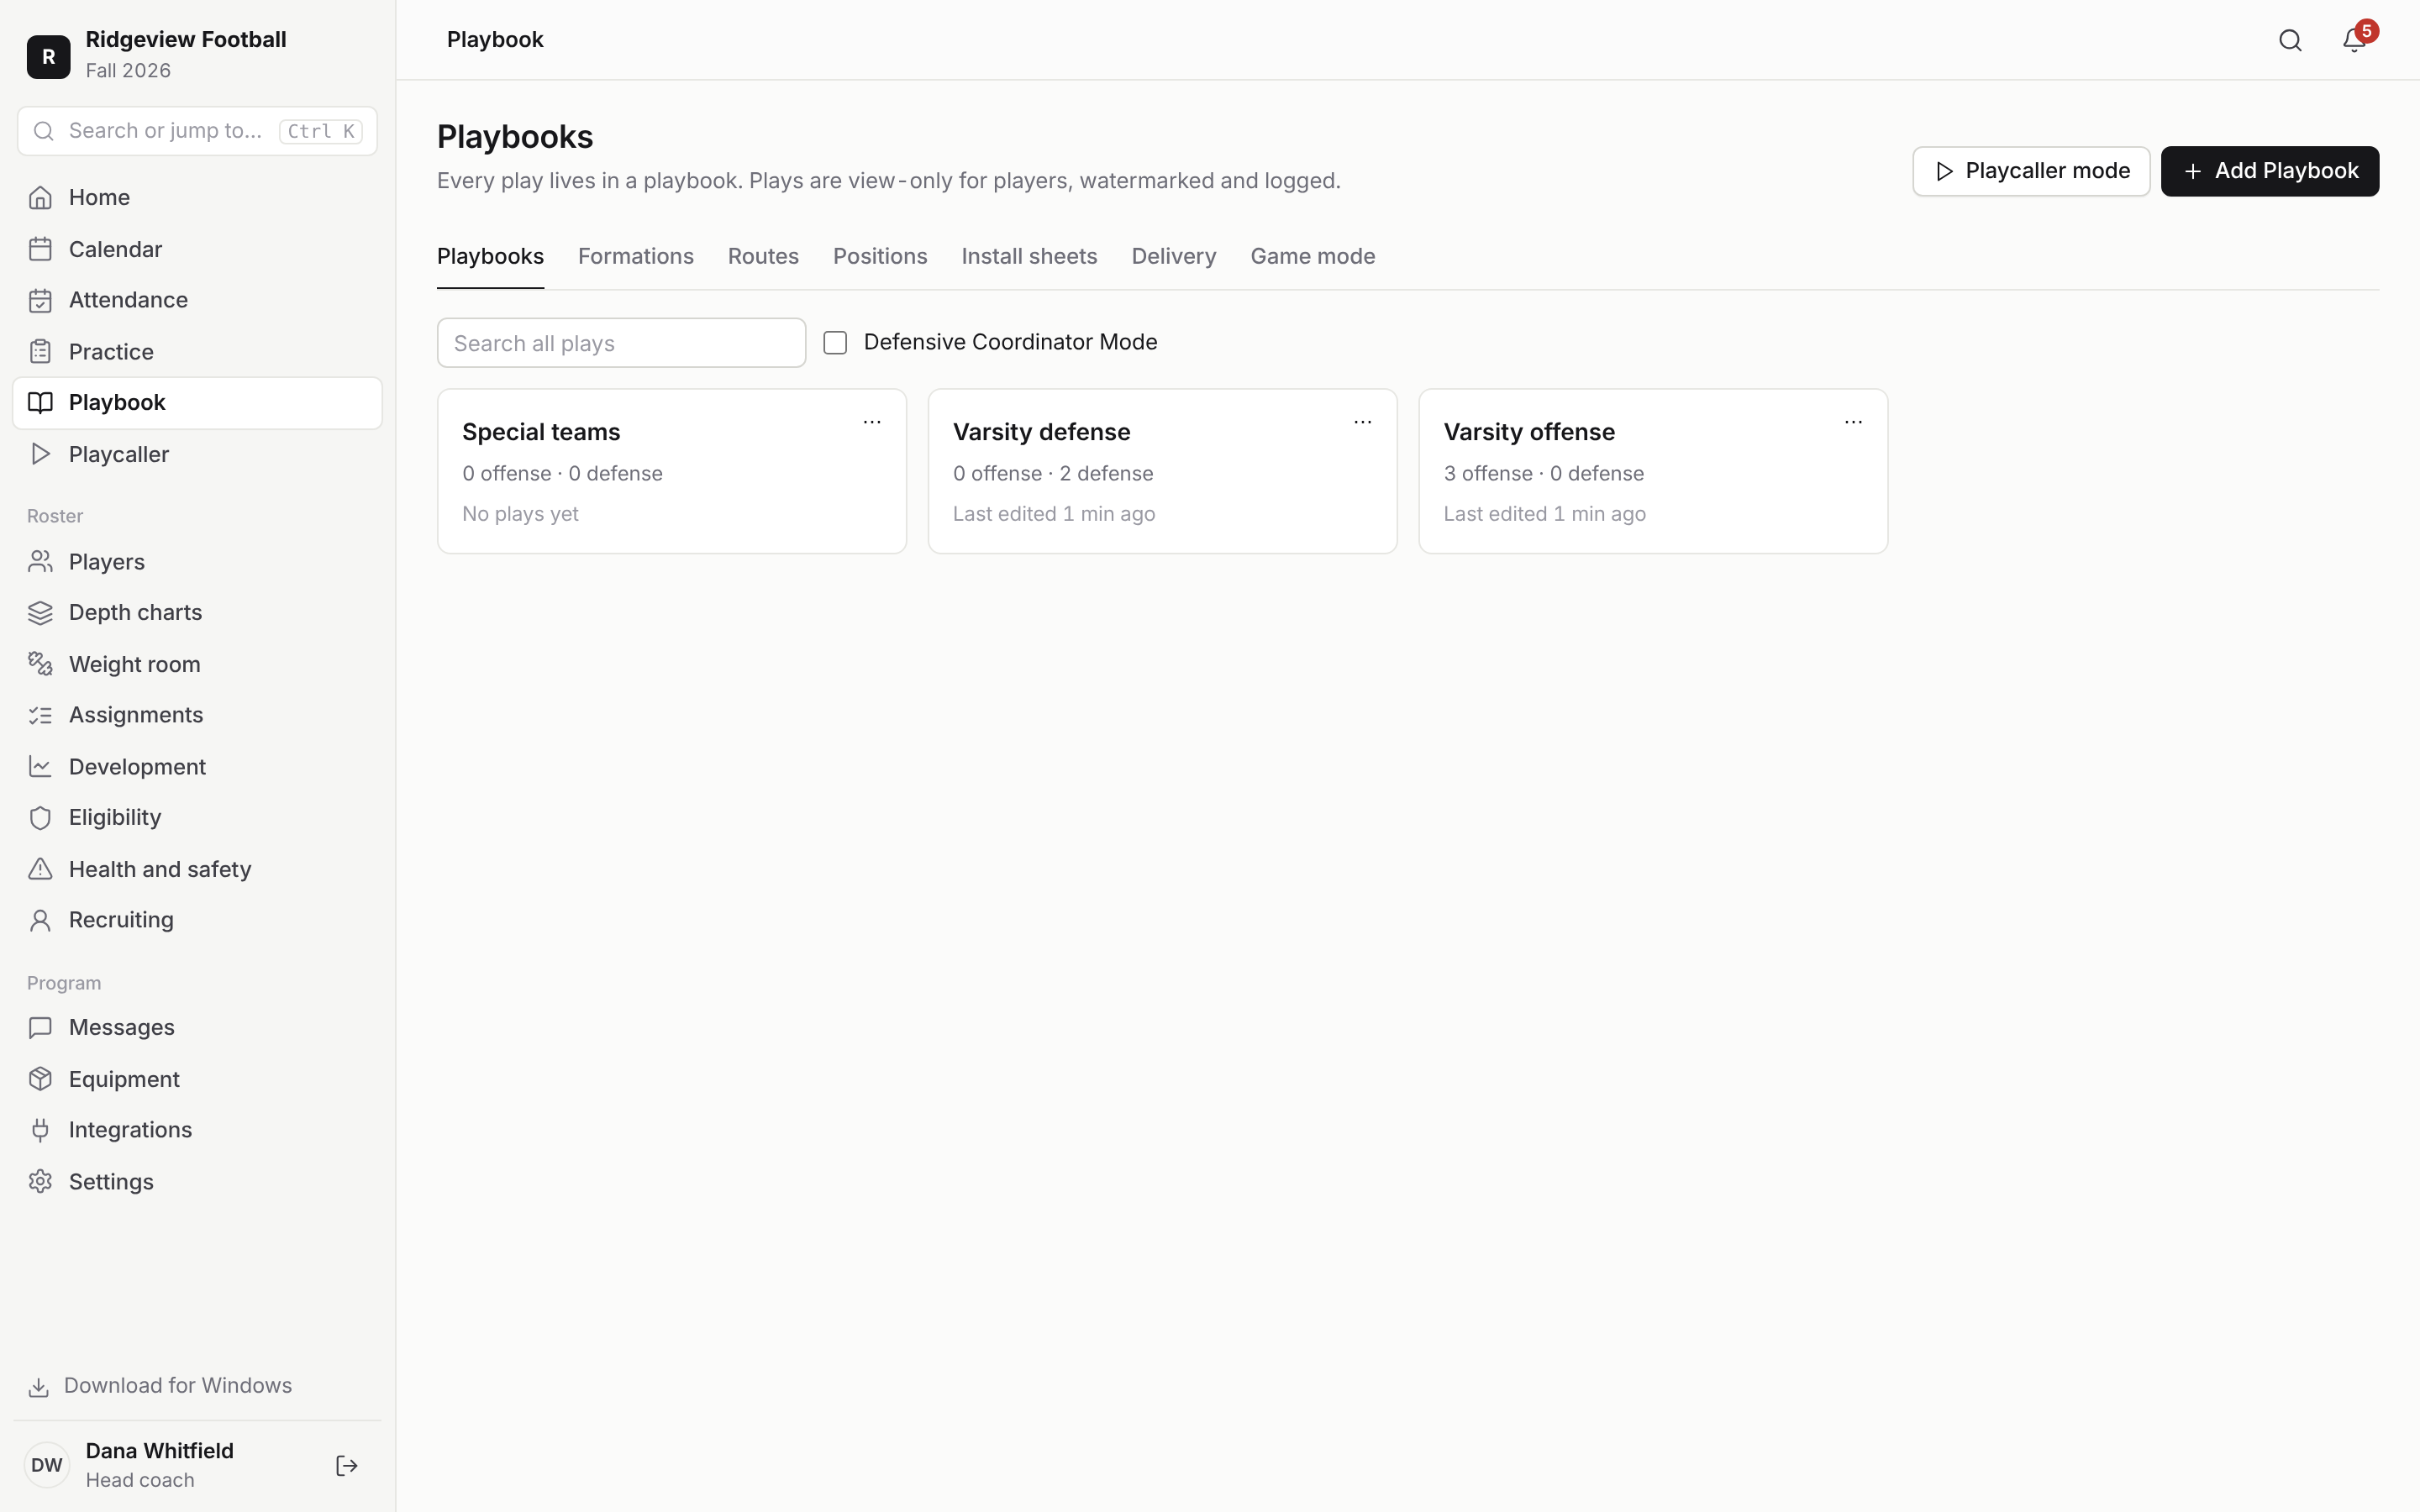 R
Ridgeview Football
Fall 2026
Search or jump to...
Ctrl K
Home
Calendar
Attendance
Practice
Playbook
Playcaller
Roster
Players
Depth charts
Weight room
Assignments
Development
Eligibility
Health and safety
Recruiting
Program
Messages
Equipment
Integrations
Settings
Download for Windows
DW
Dana Whitfield
Head coach
Playbook
5
Playbooks
Every play lives in a playbook. Plays are view-only for players, watermarked and logged.
Playcaller mode
Add Playbook
Playbooks
Formations
Routes
Positions
Install sheets
Delivery
Game mode
Search all plays
Defensive Coordinator Mode
Special teams
...
0 offense · 0 defense
No plays yet
Varsity defense
...
0 offense · 2 defense
Last edited 1 min ago
Varsity offense
...
3 offense · 0 defense
Last edited 1 min ago